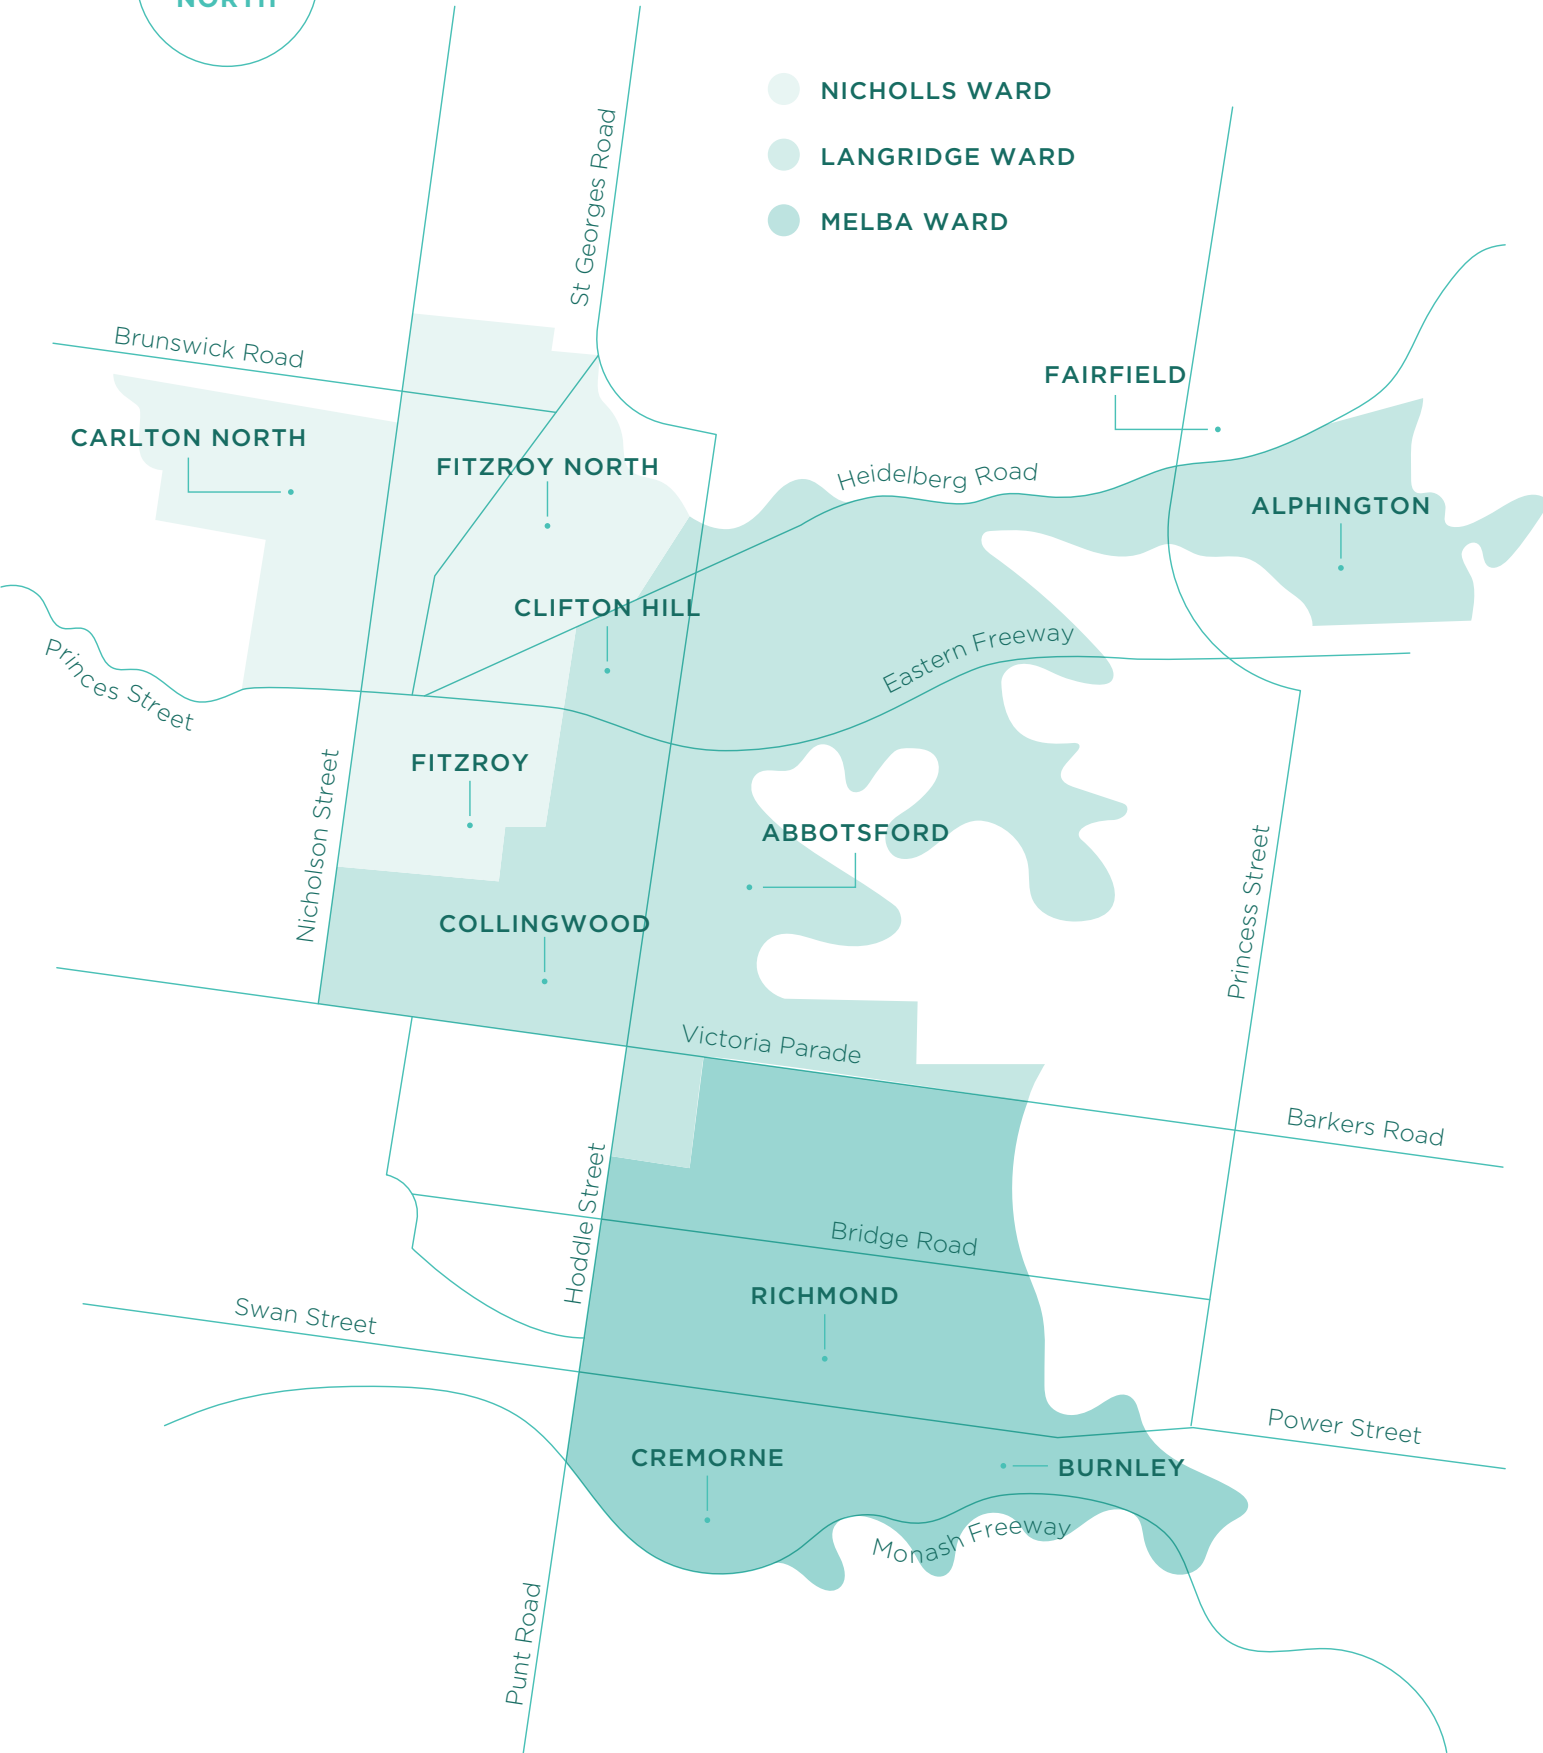 NORTH
NICHOLLS WARD
LANGRIDGE WARD
MELBA WARD
St Georges Road
Brunswick Road
FAIRFIELD
CARLTON NORTH
FITZROY NORTH
Heidelberg Road
ALPHINGTON
CLIFTON HILL
Eastern Freeway
Princes Street
FITZROY
Nicholson Street
ABBOTSFORD
Princess Street
COLLINGWOOD
Victoria Parade
Barkers Road
Hoddle Street
Bridge Road
RICHMOND
Swan Street
Power Street
CREMORNE
BURNLEY
Monash Freeway
Punt Road